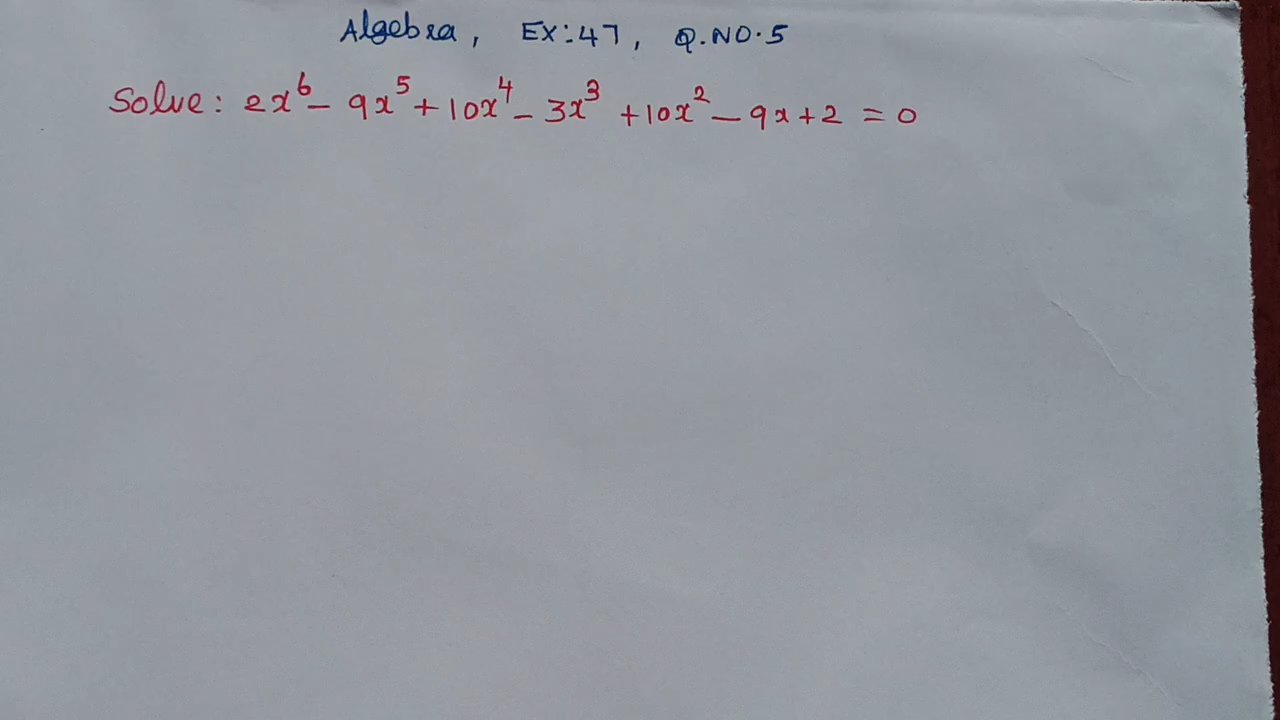 Algebra, EX:47, Q.NO.5
Solve: 2x⁶ - 9x⁵ + 10x⁴ - 3x³ + 10x² - 9x + 2 = 0